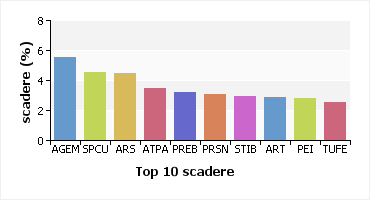 8
6
4
2
0
scadere (%)
AGEM SPCU ARS ATPA PREB PRSN STIB ART PEI TUFE
Top 10 scadere